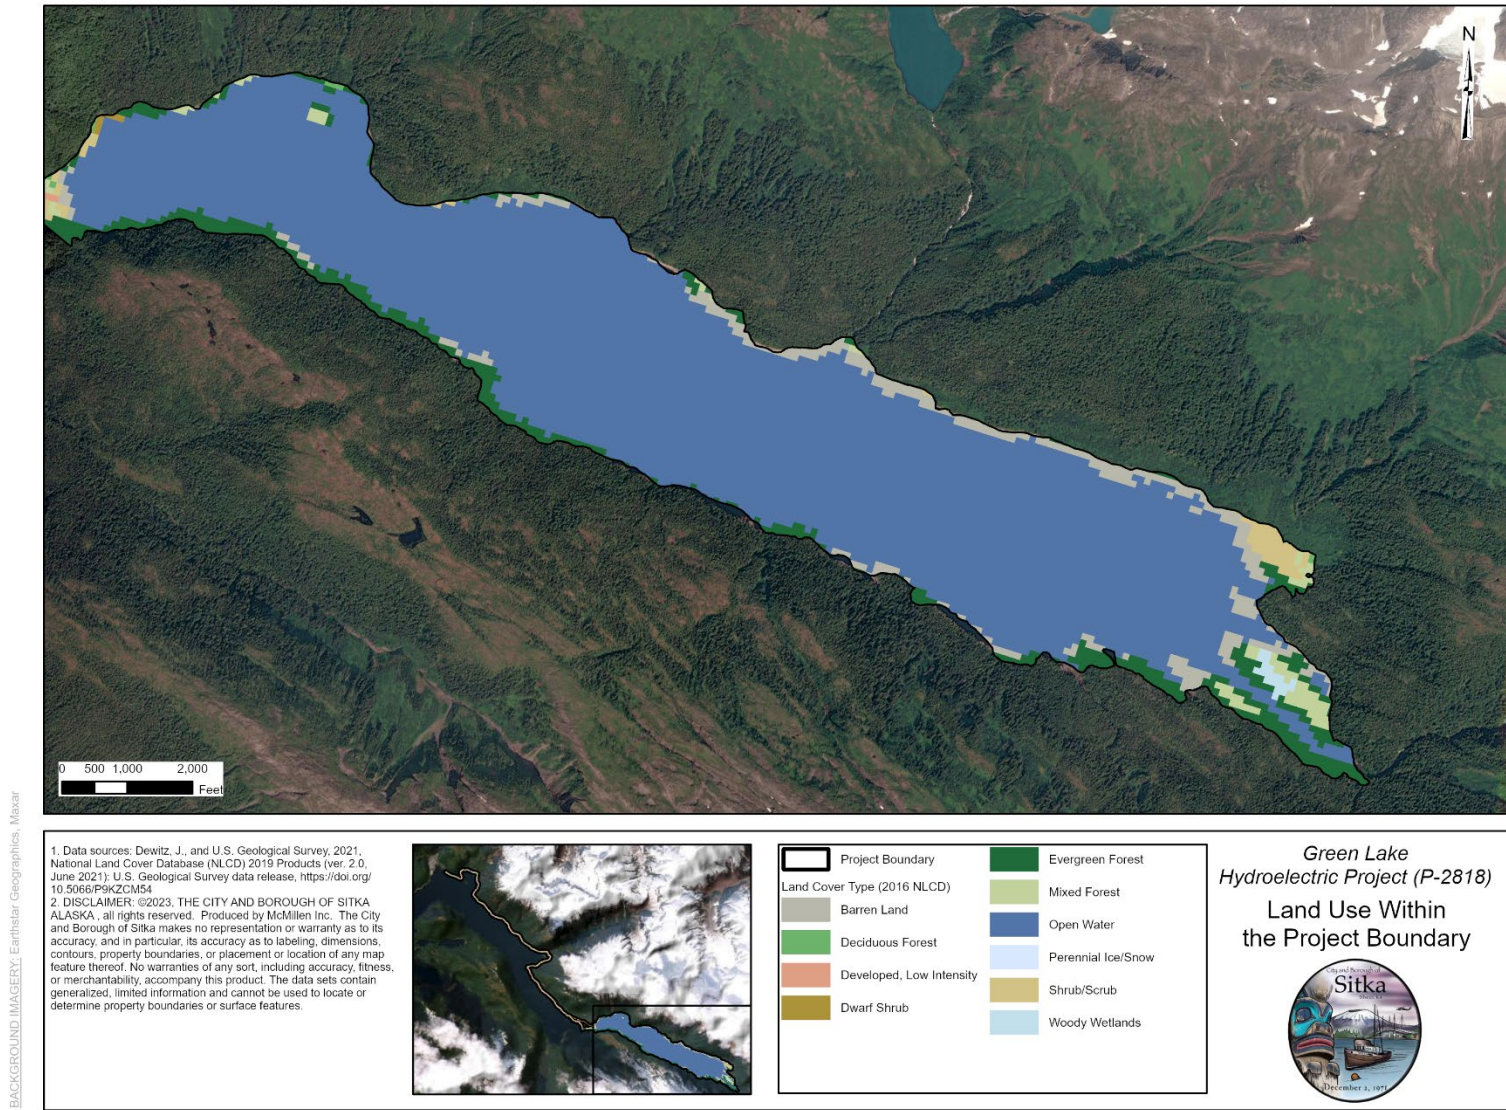 N
0 500 1,000 2,000
Feet
BACKGROUND IMAGERY: Earthstar Geographics, Maxar
1. Data sources: Dewitz, J., and U.S. Geological Survey, 2021,
National Land Cover Database (NLCD) 2019 Products (ver. 2.0,
June 2021): U.S. Geological Survey data release, https://doi.org/
10.5066/P9KZCM54
2. DISCLAIMER: ©2023, THE CITY AND BOROUGH OF SITKA
ALASKA , all rights reserved. Produced by McMillen Inc. The City
and Borough of Sitka makes no representation or warranty as to its
accuracy, and in particular, its accuracy as to labeling, dimensions,
contours, property boundaries, or placement or location of any map
feature thereof. No warranties of any sort, including accuracy, fitness,
or merchantability, accompany this product. The data sets contain
generalized, limited information and cannot be used to locate or
determine property boundaries or surface features.
Project Boundary
Land Cover Type (2016 NLCD)
Barren Land
Deciduous Forest
Developed, Low Intensity
Dwarf Shrub
Evergreen Forest
Mixed Forest
Open Water
Perennial Ice/Snow
Shrub/Scrub
Woody Wetlands
Green Lake
Hydroelectric Project (P-2818)
Land Use Within
the Project Boundary
City and Borough of
Sitka
December 2, 1971